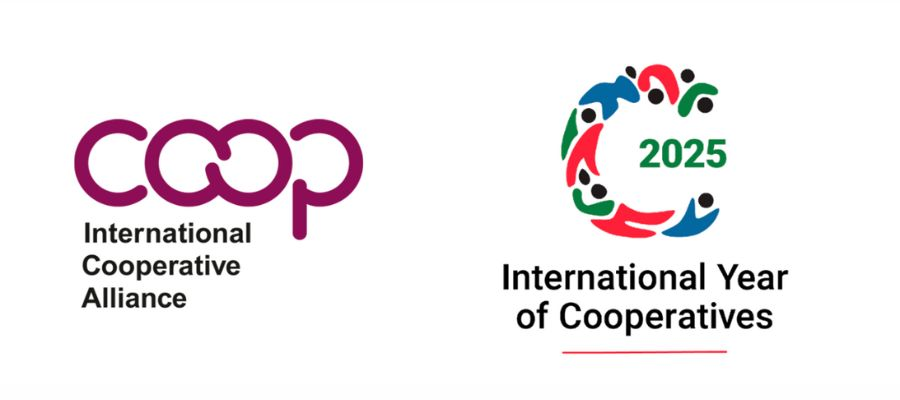 coop
International
Cooperative
Alliance
2025
International Year
of Cooperatives